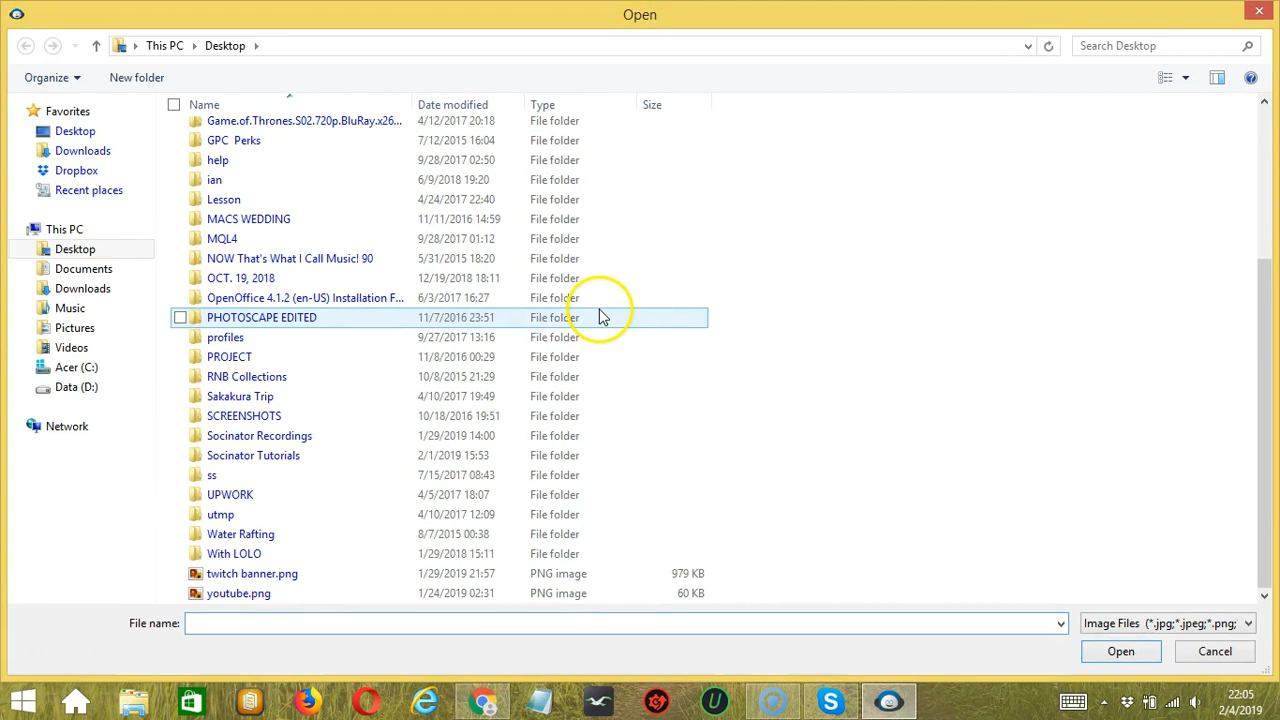 Open
This PC Desktop Search Desktop
Organize New folder
Name Date modified Type Size
Favorites
Desktop
Downloads
Dropbox
Recent places
This PC
Desktop
Documents
Downloads
Music
Pictures
Videos
Acer (C:)
Data (D:)
Network
Game.of.Thrones.S02.720p.BluRay.x26... 4/12/2017 20:18 File folder
GPC Perks 7/12/2015 16:04 File folder
help 9/28/2017 02:50 File folder
ian 6/9/2018 19:20 File folder
Lesson 4/24/2017 22:40 File folder
MACS WEDDING 11/11/2016 14:59 File folder
MQL4 9/28/2017 01:12 File folder
NOW That's What I Call Music! 90 5/31/2015 18:20 File folder
OCT. 19, 2018 12/19/2018 18:11 File folder
OpenOffice 4.1.2 (en-US) Installation F... 6/3/2017 16:27 File folder
PHOTOSCAPE EDITED 11/7/2016 23:51 File folder
profiles 9/27/2017 13:16 File folder
PROJECT 11/8/2016 00:29 File folder
RNB Collections 10/8/2015 21:29 File folder
Sakakura Trip 4/10/2017 19:49 File folder
SCREENSHOTS 10/18/2016 19:51 File folder
Socinator Recordings 1/29/2019 14:00 File folder
Socinator Tutorials 2/1/2019 15:53 File folder
ss 7/15/2017 08:43 File folder
UPWORK 4/5/2017 18:07 File folder
utmp 4/10/2017 12:09 File folder
Water Rafting 8/7/2015 00:38 File folder
With LOLO 1/29/2018 15:11 File folder
twitch banner.png 1/29/2019 21:57 PNG image 979 KB
youtube.png 1/24/2019 02:31 PNG image 60 KB
File name: Image Files (*.jpg;*.jpeg;*.png;
Open Cancel
22:05
2/4/2019